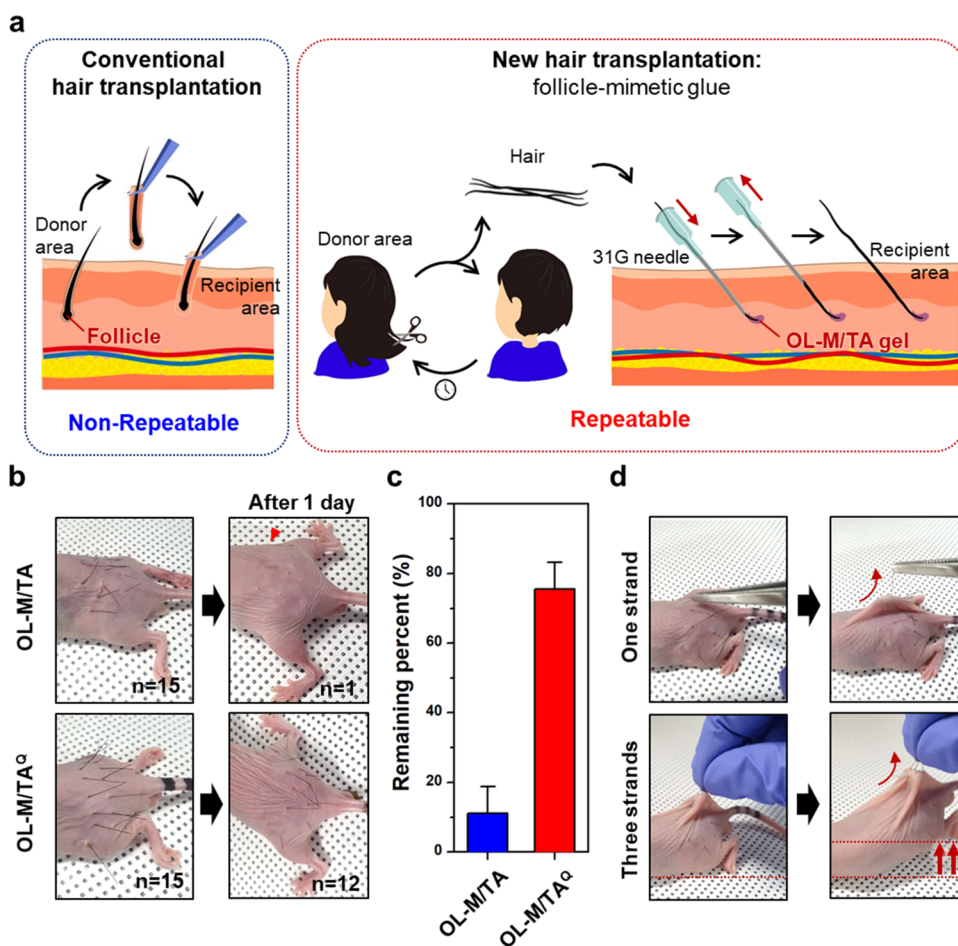 a
Conventional
hair transplantation
Donor
area
Recipient
area
Follicle
Non-Repeatable
New hair transplantation:
follicle-mimetic glue
Hair
Donor area
31G needle
Recipient
area
OL-M/TA gel
Repeatable
b
After 1 day
OL-M/TA
n=15
n=1
OL-M/TAQ
n=15
n=12
c
Remaining percent (%)
100
80
60
40
20
0
OL-M/TA
OL-M/TAQ
d
One strand
Three strands